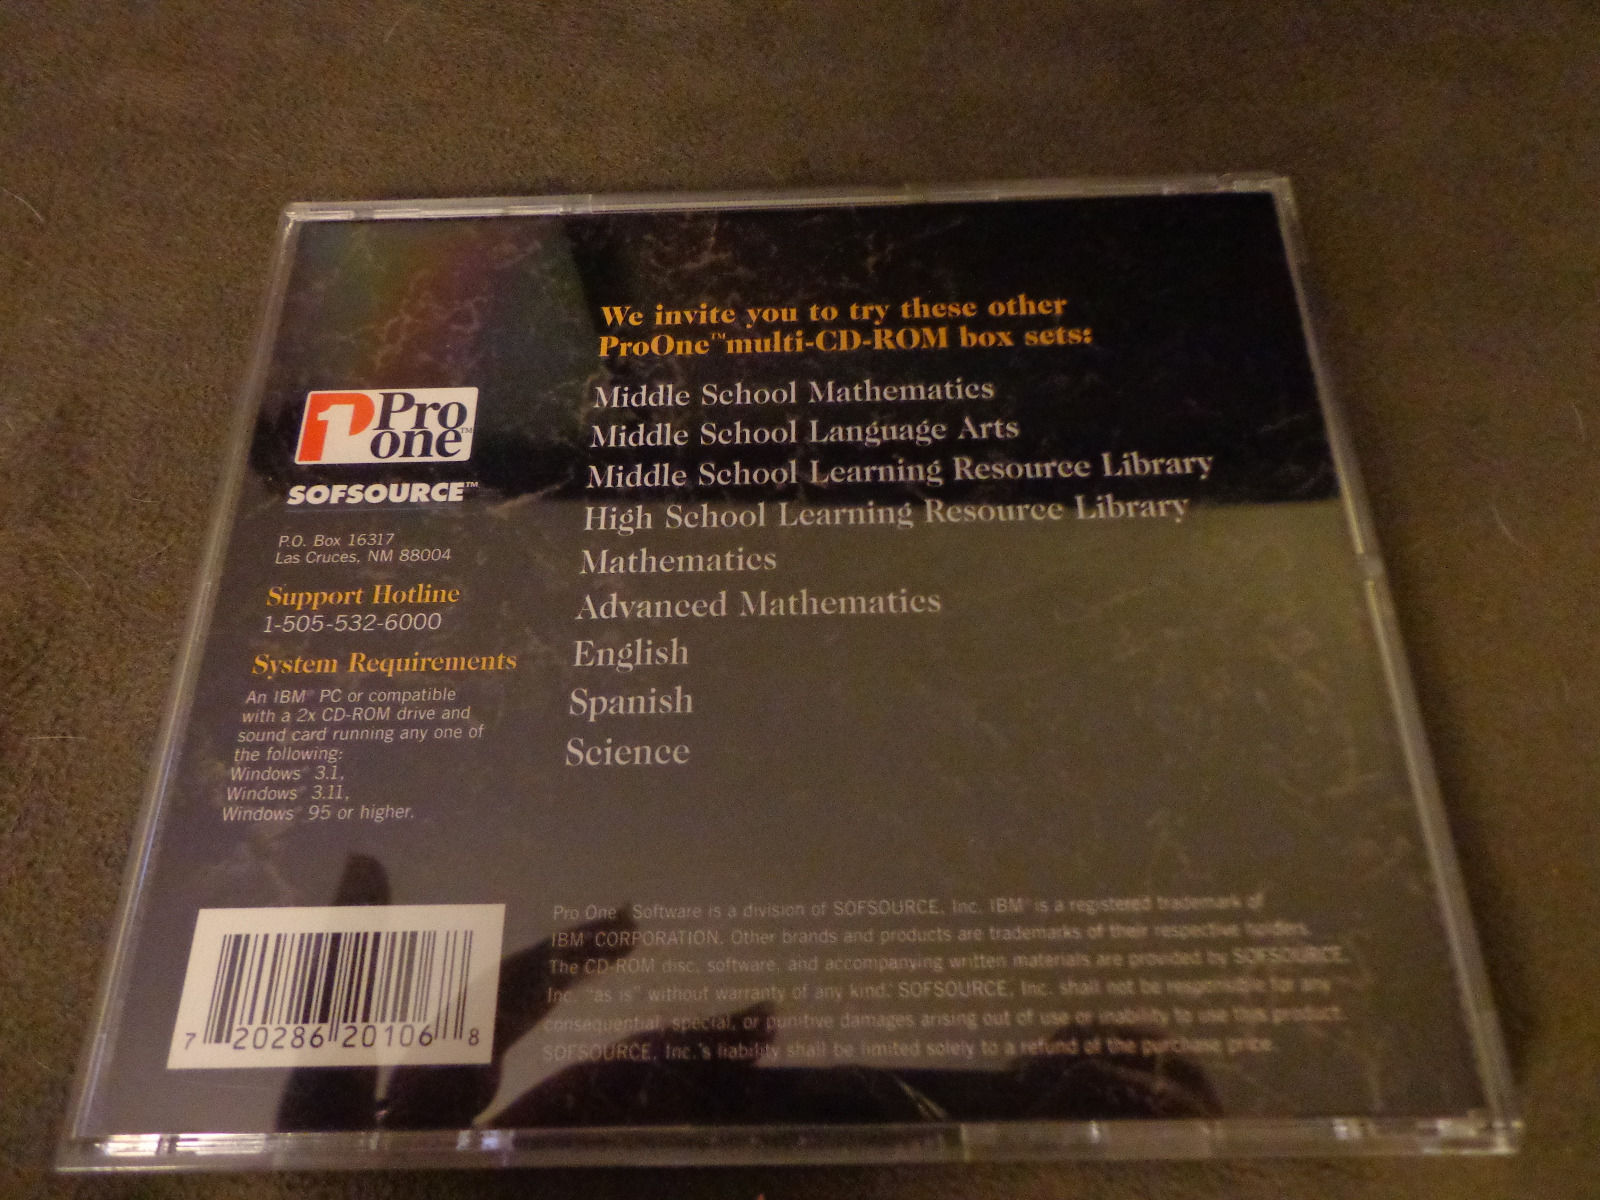 We invite you to try these other
ProOne™ multi-CD-ROM box sets:
Middle School Mathematics
Middle School Language Arts
Middle School Learning Resource Library
High School Learning Resource Library
Mathematics
Advanced Mathematics
English
Spanish
Science
Pro
one™
SOFSOURCE™
P.O. Box 16317
Las Cruces, NM 88004
Support Hotline
1-505-532-6000
System Requirements
An IBM® PC or compatible
with a 2x CD-ROM drive and
sound card running any one of
the following:
Windows® 3.1,
Windows® 3.11,
Windows® 95 or higher.
7 20286 20106 8
Pro One® Software is a division of SOFSOURCE, Inc. IBM® is a registered trademark of
IBM® CORPORATION. Other brands and products are trademarks of their respective holders.
The CD-ROM disc, software, and accompanying written materials are provided by SOFSOURCE,
Inc. "as is" without warranty of any kind. SOFSOURCE, Inc. shall not be responsible for any
consequential, special, or punitive damages arising out of use or inability to use this product.
SOFSOURCE, Inc.'s liability shall be limited solely to a refund of the purchase price.